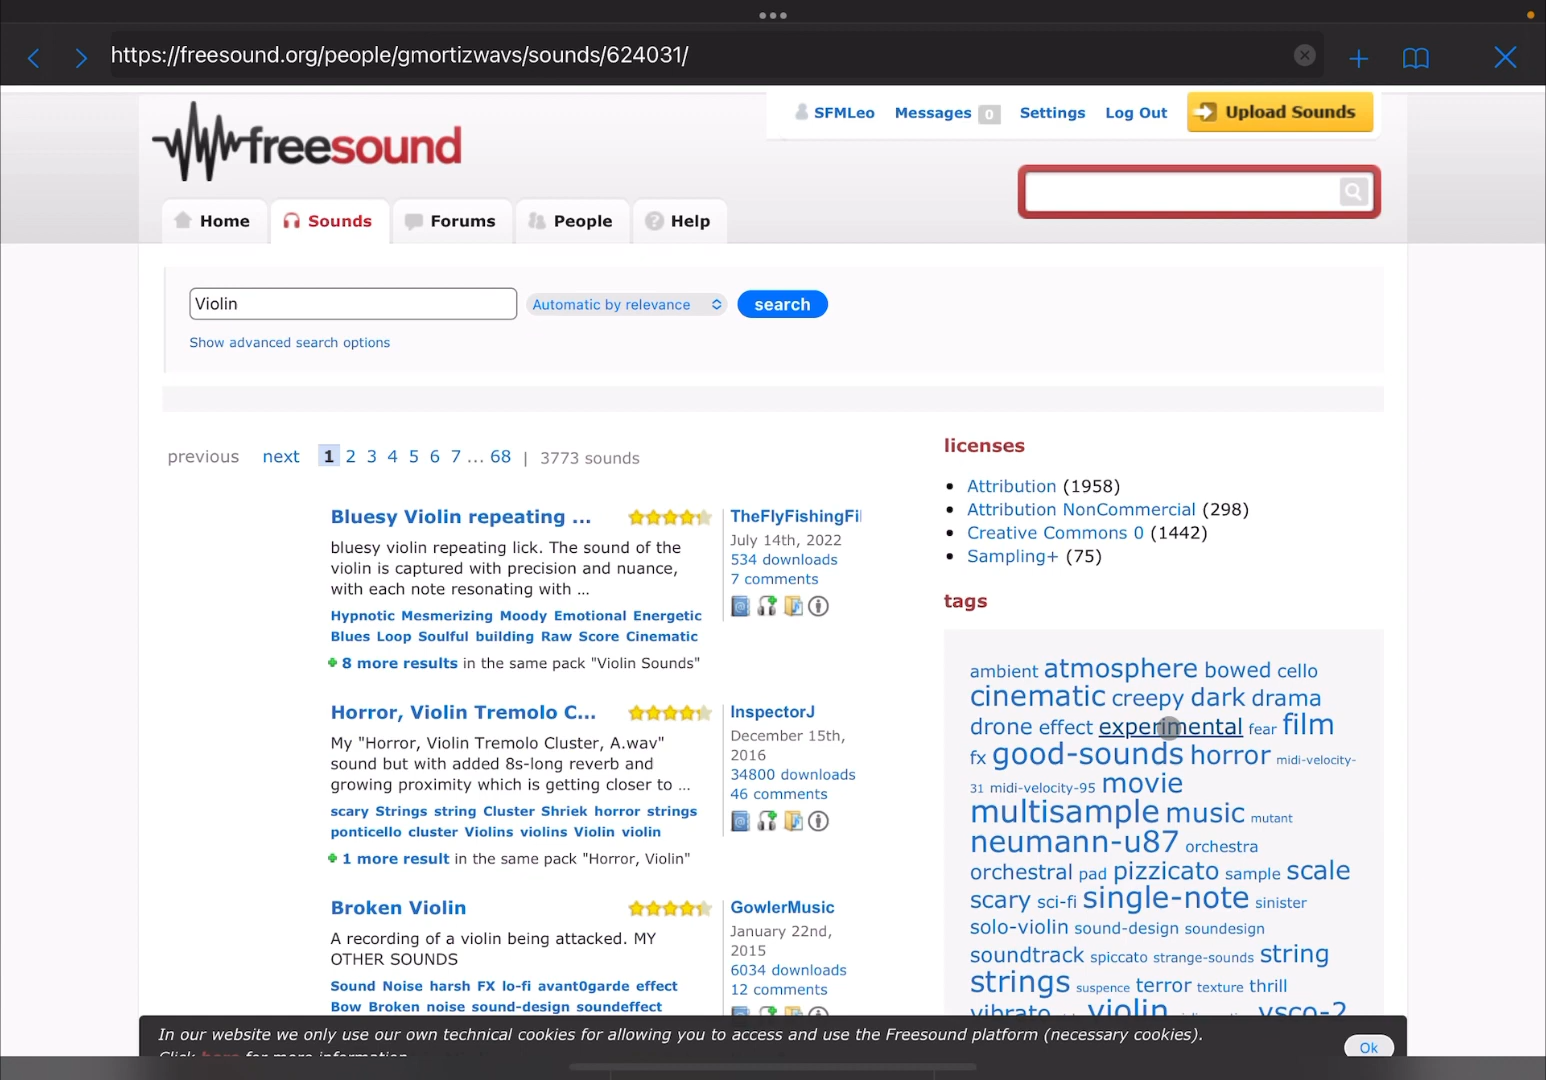 https://freesound.org/people/gmortizwavs/sounds/624031/
SFMLeo Messages 0 Settings Log Out Upload Sounds
freesound
Home Sounds Forums People Help
Violin Automatic by relevance search
Show advanced search options
previous next 1 2 3 4 5 6 7 ... 68 | 3773 sounds
Bluesy Violin repeating ...
bluesy violin repeating lick. The sound of the
violin is captured with precision and nuance,
with each note resonating with ...
Hypnotic Mesmerizing Moody Emotional Energetic
Blues Loop Soulful building Raw Score Cinematic
8 more results in the same pack "Violin Sounds"
TheFlyFishingFil
July 14th, 2022
534 downloads
7 comments
Horror, Violin Tremolo C...
My "Horror, Violin Tremolo Cluster, A.wav"
sound but with added 8s-long reverb and
growing proximity which is getting closer to ...
scary Strings string Cluster Shriek horror strings
ponticello cluster Violins violins Violin violin
1 more result in the same pack "Horror, Violin"
InspectorJ
December 15th,
2016
34800 downloads
46 comments
Broken Violin
A recording of a violin being attacked. MY
OTHER SOUNDS
Sound Noise harsh FX lo-fi avant0garde effect
Bow Broken noise sound-design soundeffect
GowlerMusic
January 22nd,
2015
6034 downloads
12 comments
licenses
Attribution (1958)
Attribution NonCommercial (298)
Creative Commons 0 (1442)
Sampling+ (75)
tags
ambient atmosphere bowed cello
cinematic creepy dark drama
drone effect experimental fear film
fx good-sounds horror midi-velocity-
31 midi-velocity-95 movie
multisample music mutant
neumann-u87 orchestra
orchestral pad pizzicato sample scale
scary sci-fi single-note sinister
solo-violin sound-design soundesign
soundtrack spiccato strange-sounds string
strings suspence terror texture thrill
vibrato violin vsco-2
In our website we only use our own technical cookies for allowing you to access and use the Freesound platform (necessary cookies).
Click here for more information
Ok